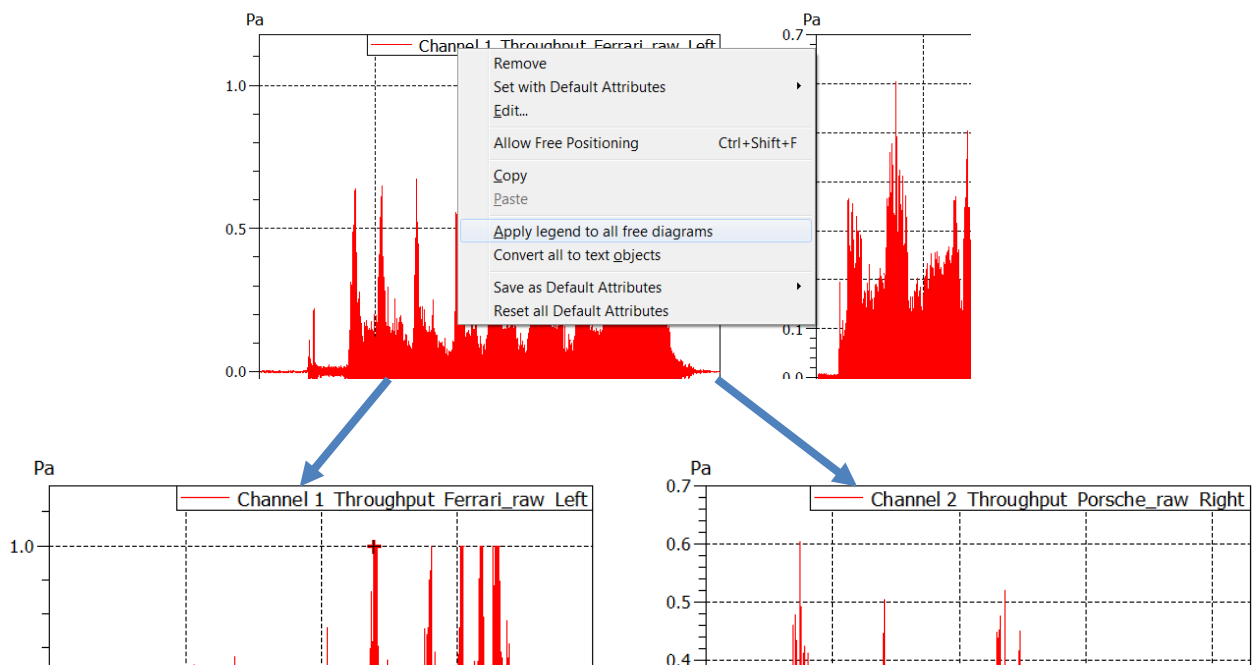 Pa
Channel 1 Throughput Ferrari_raw Left
1.0
0.5
0.0
Remove
Set with Default Attributes
Edit...
Allow Free Positioning Ctrl+Shift+F
Copy
Paste
Apply legend to all free diagrams
Convert all to text objects
Save as Default Attributes
Reset all Default Attributes
Pa
0.7
0.1
0.0
Pa
Channel 1 Throughput Ferrari_raw Left
1.0
Pa
0.7
Channel 2 Throughput Porsche_raw Right
0.6
0.5
0.4